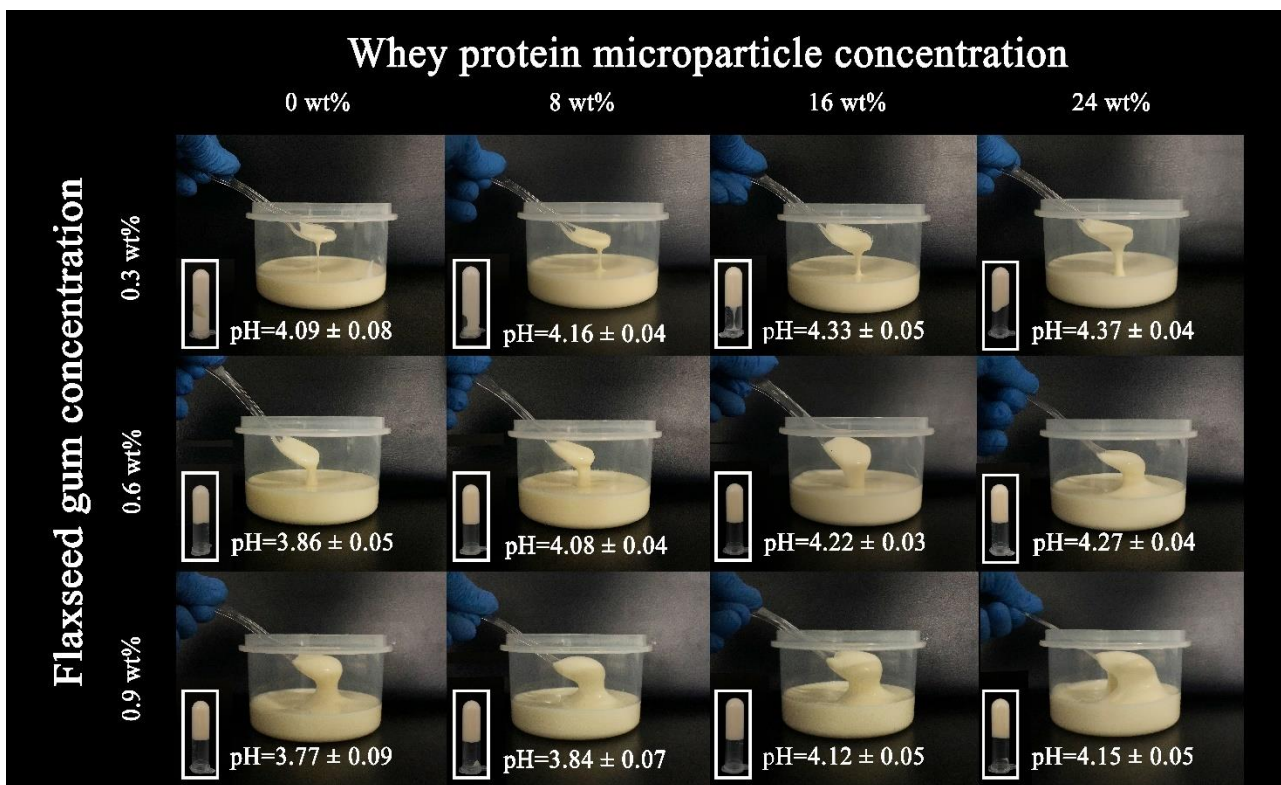 Whey protein microparticle concentration
0 wt% 8 wt% 16 wt% 24 wt%
Flaxseed gum concentration
0.3 wt%
pH=4.09 ± 0.08 pH=4.16 ± 0.04 pH=4.33 ± 0.05 pH=4.37 ± 0.04
0.6 wt%
pH=3.86 ± 0.05 pH=4.08 ± 0.04 pH=4.22 ± 0.03 pH=4.27 ± 0.04
0.9 wt%
pH=3.77 ± 0.09 pH=3.84 ± 0.07 pH=4.12 ± 0.05 pH=4.15 ± 0.05